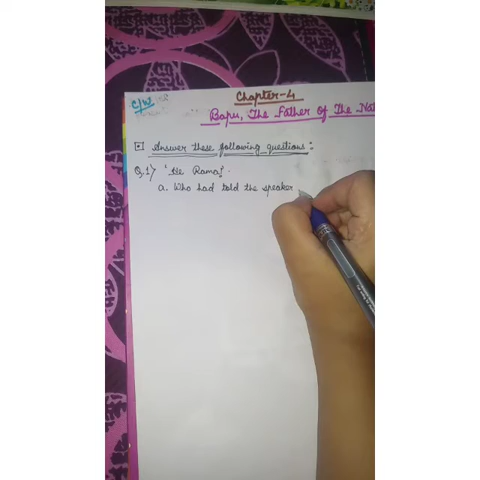 C/W
Chapter-4
Bapu, The Father Of The Nat
Answer these following questions:
Q.1) 'He Rama'.
a. Who had told the speaker